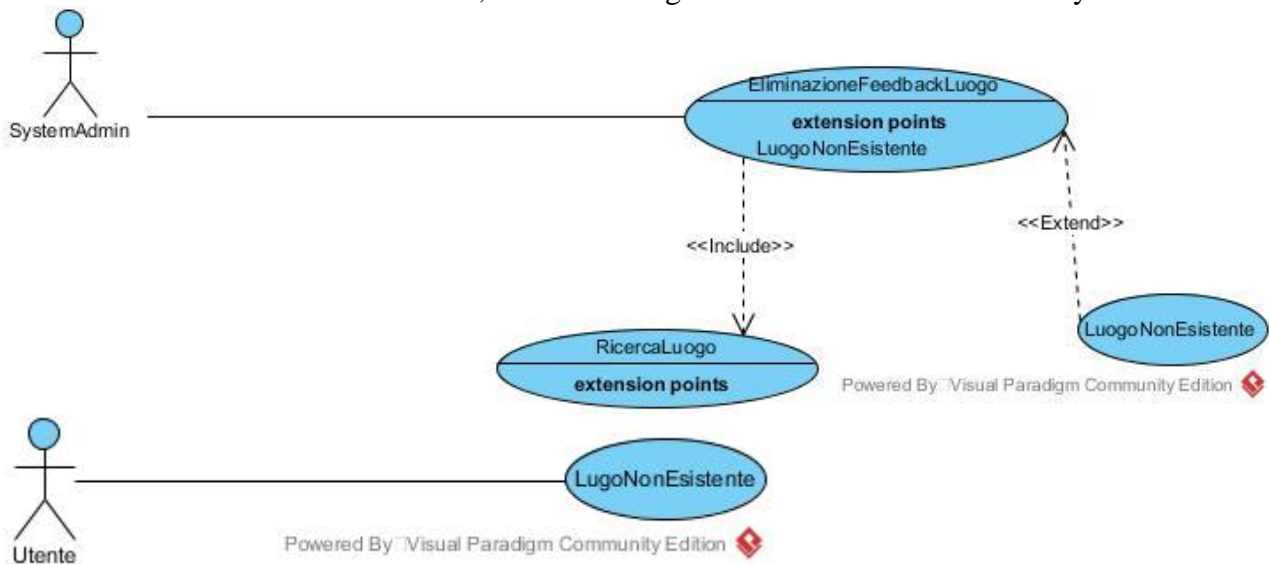 SystemAdmin
EliminazioneFeedbackLuogo
extension points
LuogoNonEsistente
<<Include>>
<<Extend>>
LuogoNonEsistente
RicercaLuogo
extension points
Powered By Visual Paradigm Community Edition
Utente
LugoNonEsistente
Powered By Visual Paradigm Community Edition